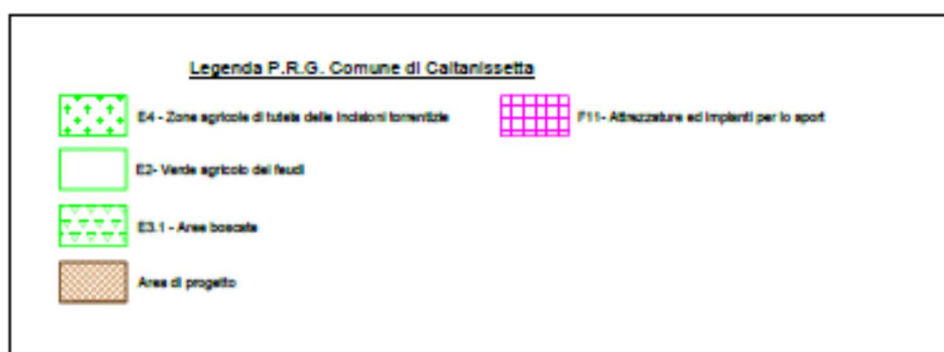 Legenda P.R.G. Comune di Caltanissetta
E4 - Zone agricole di tutela delle incisioni torrentizie
F11- Attrezzature ed impianti per lo sport
E2- Verde agricolo dei feudi
E3.1 - Aree boscate
Area di progetto